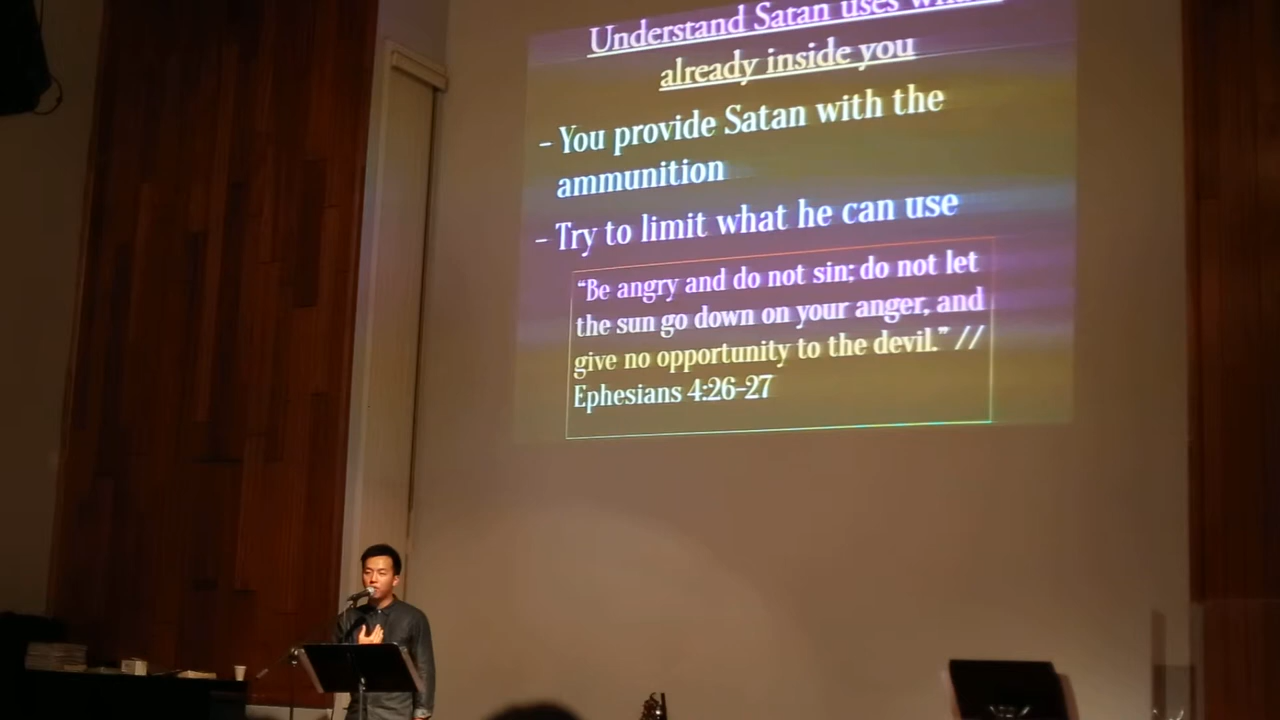 Understand Satan uses
already inside you
- You provide Satan with the
ammunition
- Try to limit what he can use
"Be angry and do not sin; do not let
the sun go down on your anger, and
give no opportunity to the devil." //
Ephesians 4:26-27